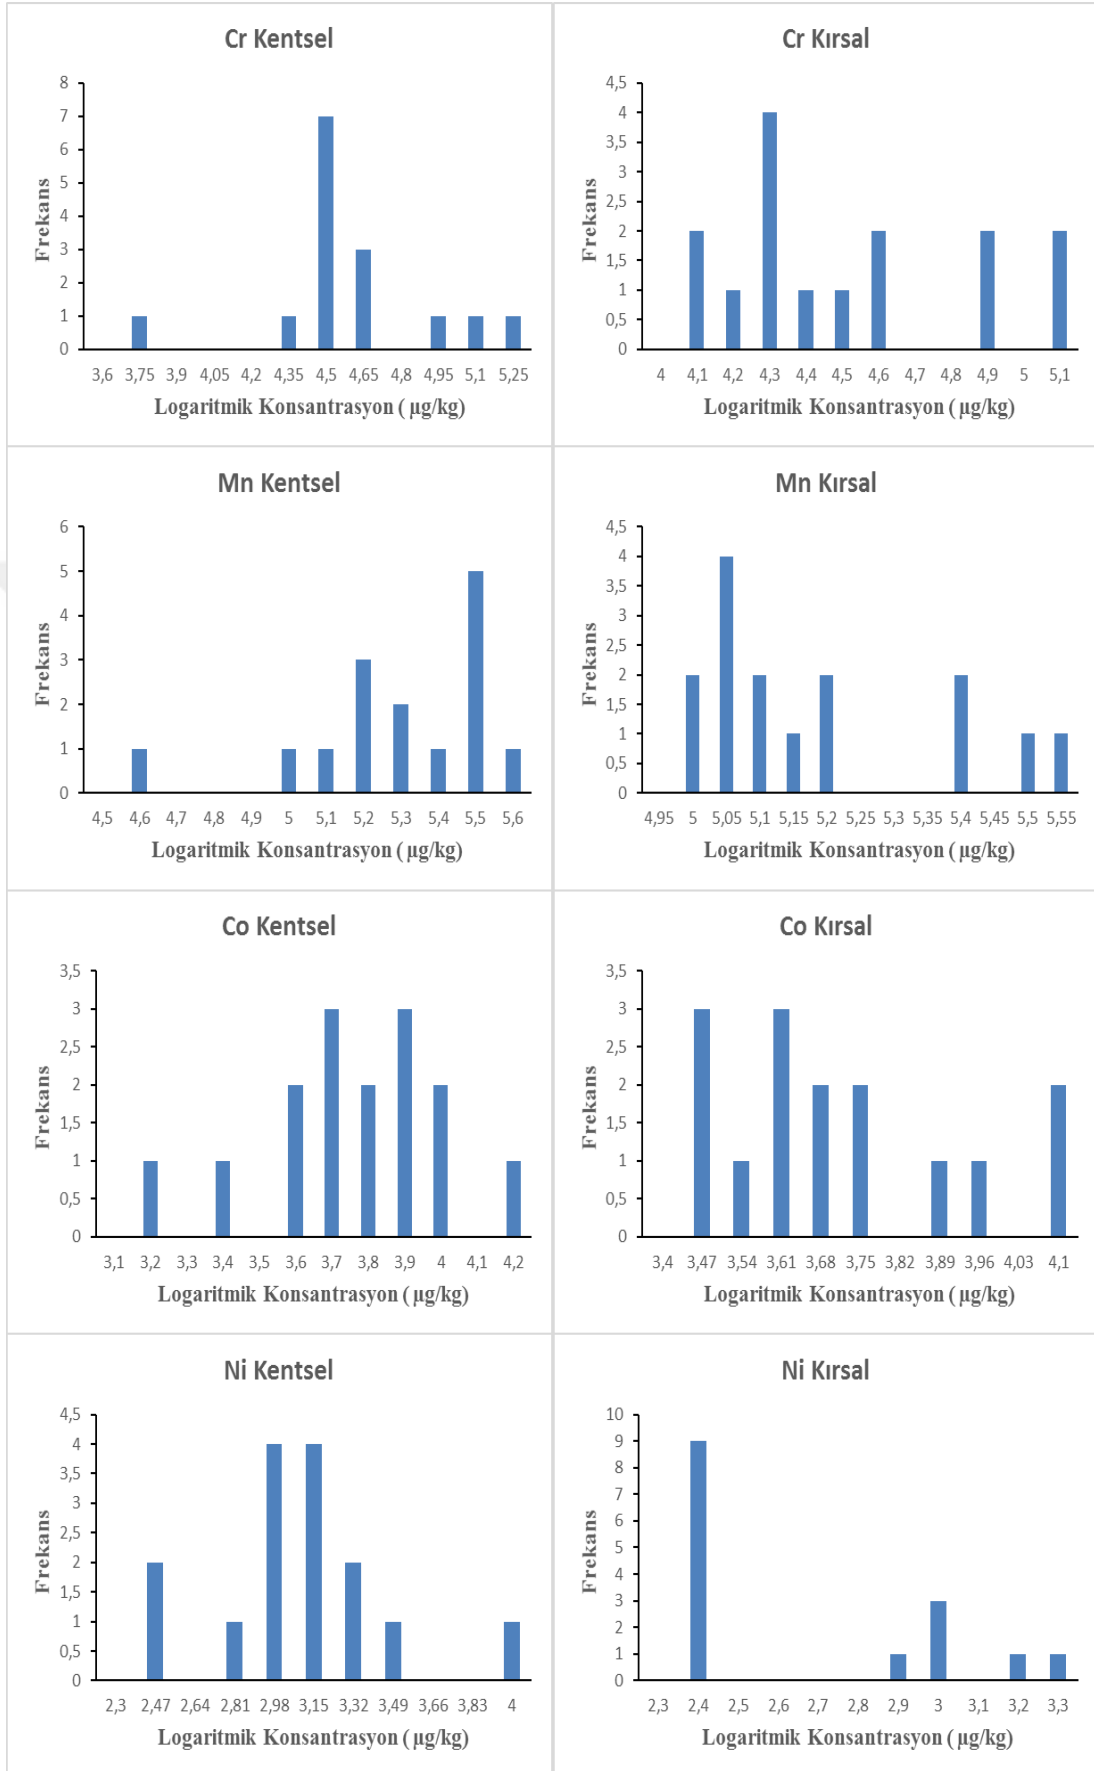 Cr Kentsel
8
7
6
5
4
3
2
1
0
Frekans
3,6 3,75 3,9 4,05 4,2 4,35 4,5 4,65 4,8 4,95 5,1 5,25
Logaritmik Konsantrasyon ( µg/kg)
Cr Kırsal
4,5
4
3,5
3
2,5
2
1,5
1
0,5
0
Frekans
4 4,1 4,2 4,3 4,4 4,5 4,6 4,7 4,8 4,9 5 5,1
Logaritmik Konsantrasyon ( µg/kg)
Mn Kentsel
6
5
4
3
2
1
0
Frekans
4,5 4,6 4,7 4,8 4,9 5 5,1 5,2 5,3 5,4 5,5 5,6
Logaritmik Konsantrasyon ( µg/kg)
Mn Kırsal
4,5
4
3,5
3
2,5
2
1,5
1
0,5
0
Frekans
4,95 5 5,05 5,1 5,15 5,2 5,25 5,3 5,35 5,4 5,45 5,5 5,55
Logaritmik Konsantrasyon ( µg/kg)
Co Kentsel
3,5
3
2,5
2
1,5
1
0,5
0
Frekans
3,1 3,2 3,3 3,4 3,5 3,6 3,7 3,8 3,9 4 4,1 4,2
Logaritmik Konsantrasyon ( µg/kg)
Co Kırsal
3,5
3
2,5
2
1,5
1
0,5
0
Frekans
3,4 3,47 3,54 3,61 3,68 3,75 3,82 3,89 3,96 4,03 4,1
Logaritmik Konsantrasyon ( µg/kg)
Ni Kentsel
4,5
4
3,5
3
2,5
2
1,5
1
0,5
0
Frekans
2,3 2,47 2,64 2,81 2,98 3,15 3,32 3,49 3,66 3,83 4
Logaritmik Konsantrasyon ( µg/kg)
Ni Kırsal
10
9
8
7
6
5
4
3
2
1
0
Frekans
2,3 2,4 2,5 2,6 2,7 2,8 2,9 3 3,1 3,2 3,3
Logaritmik Konsantrasyon ( µg/kg)